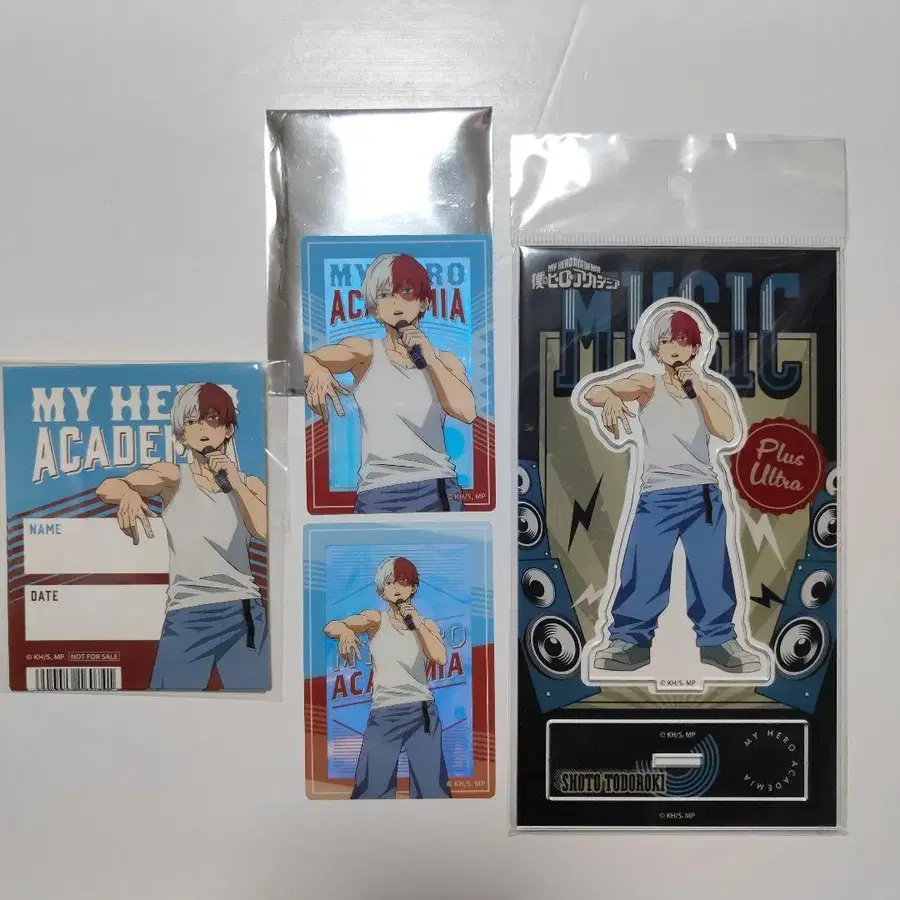 MY HERO
ACADEMIA
NAME
DATE
© KH/S, MP NOT FOR SALE
MY HERO
ACADEMIA
© KH/S, MP
MY HERO
ACADEMIA
© KH/S, MP
MY HERO ACADEMIA
僕のヒーローアカデミア
MUSIC
Plus
Ultra
© KH/S, MP
© KH/S, MP
MY HERO ACADEMIA
SHOTO TODOROKI
© KH/S, MP